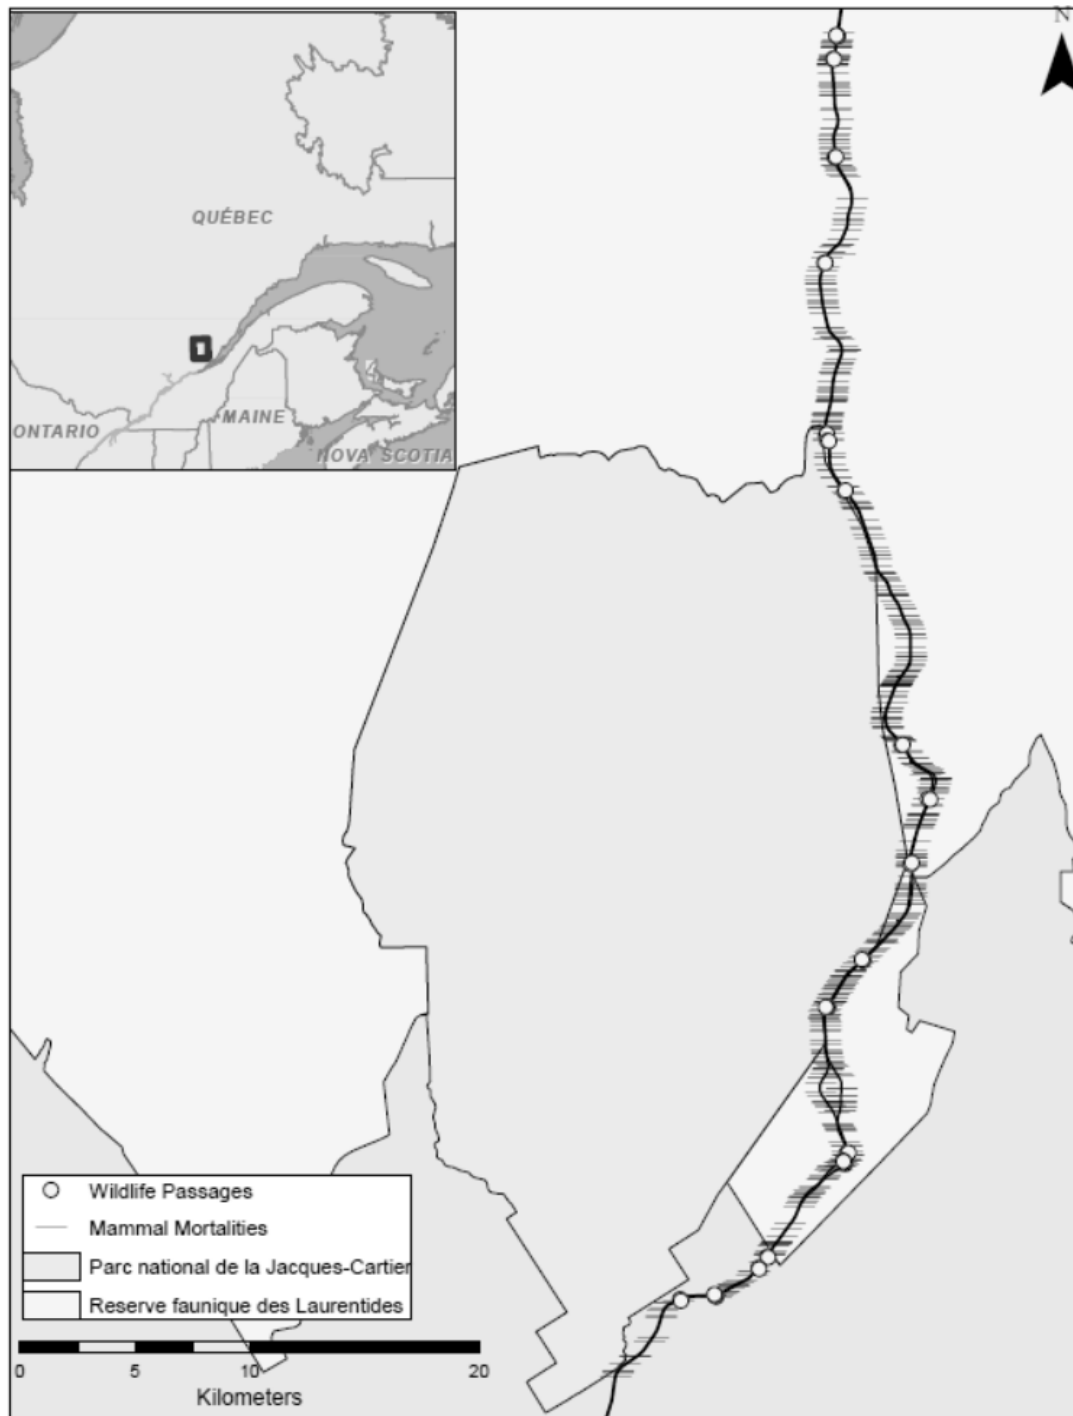 N
QUÉBEC
ONTARIO
MAINE
NOVA SCOTIA
Wildlife Passages
Mammal Mortalities
Parc national de la Jacques-Cartier
Reserve faunique des Laurentides
0 5 10 20
Kilometers